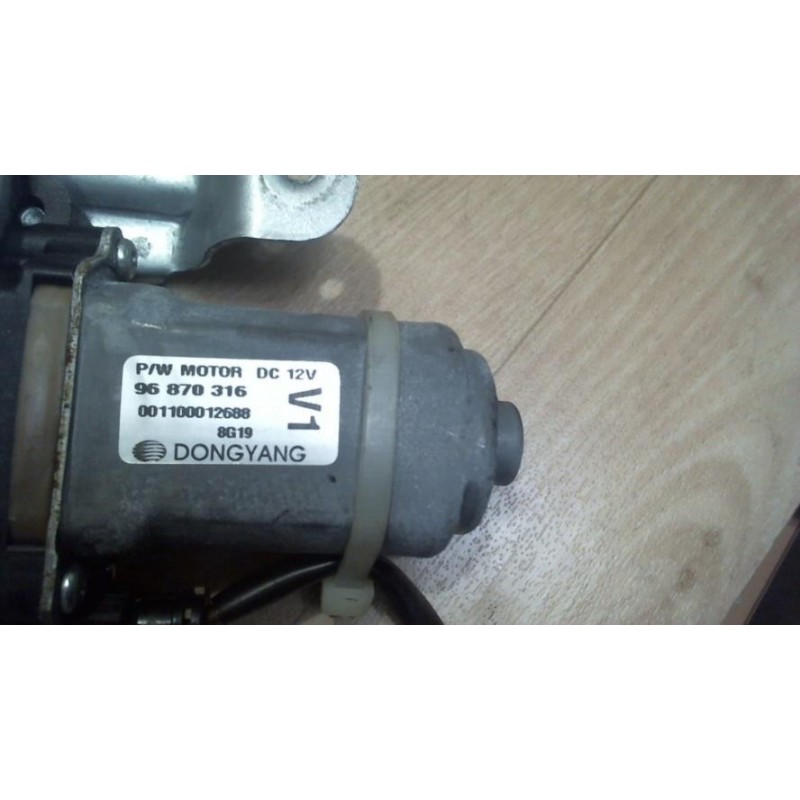 P/W MOTOR DC 12V
96 870 316
001100012688
8G19
V1
DONGYANG